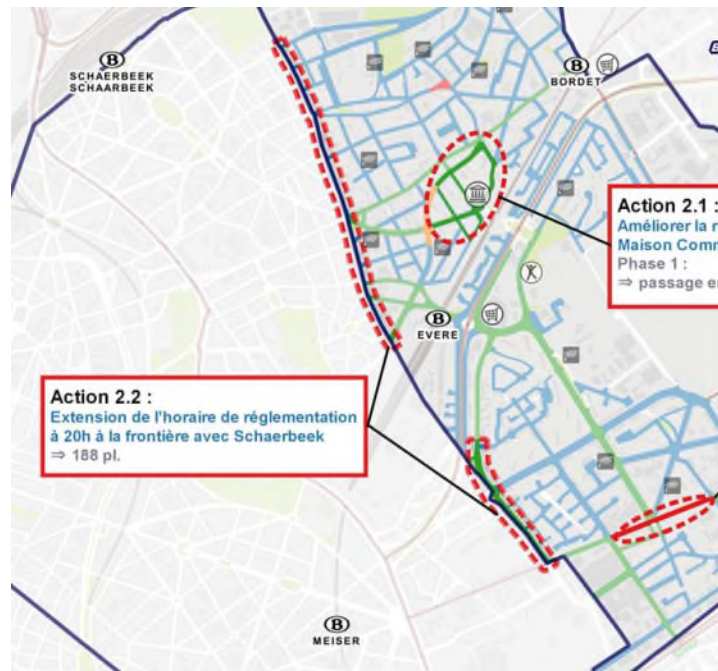 B
SCHAERBEEK
SCHAARBEEK
B
BORDET
Action 2.1 :
Améliorer la
Maison
Phase 1 :
⇒ passage
B
EVERE
Action 2.2 :
Extension de l'horaire de réglementation
à 20h à la frontière avec Schaerbeek
⇒ 188 pl.
B
MEISER